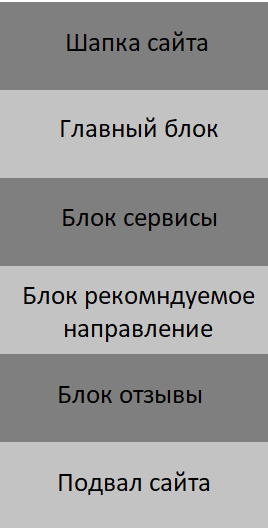 Шапка сайта
Главный блок
Блок сервисы
Блок рекомндуемое
направление
Блок отзывы
Подвал сайта